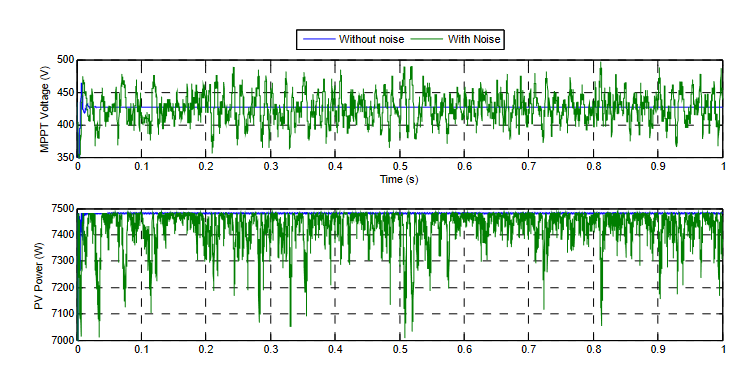 Without noise With Noise
500
450
400
350
MPPT Voltage (V)
0 0.1 0.2 0.3 0.4 0.5 0.6 0.7 0.8 0.9 1
Time (s)
7500
7400
7300
7200
7100
7000
PV Power (W)
0 0.1 0.2 0.3 0.4 0.5 0.6 0.7 0.8 0.9 1